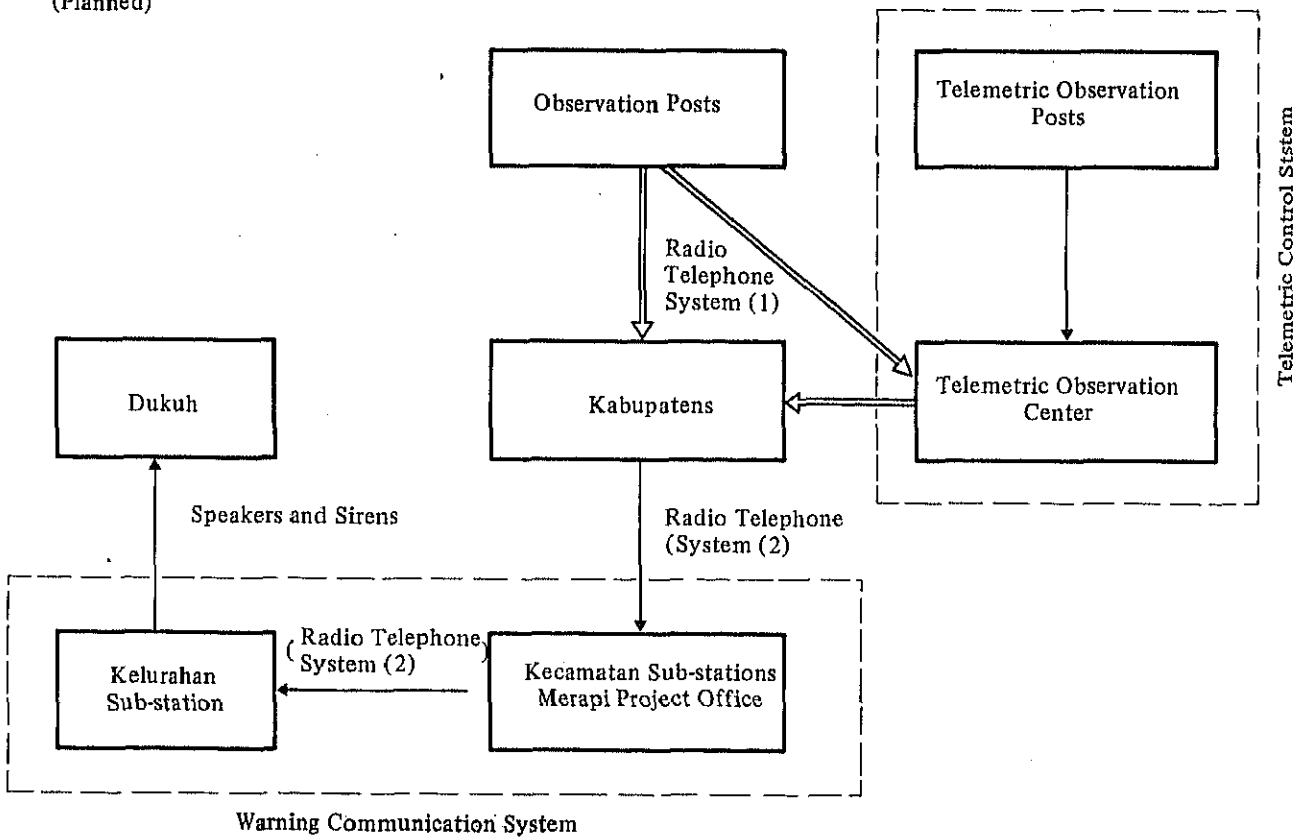 (Planned)
Observation Posts
Telemetric Observation
Posts
Telemetric Control Ststem
Radio
Telephone
System (1)
Dukuh
Kabupatens
Telemetric Observation
Center
Speakers and Sirens
Radio Telephone
(System (2)
Kelurahan
Sub-station
(Radio Telephone)
System (2)
Kecamatan Sub-stations
Merapi Project Office
Warning Communication System